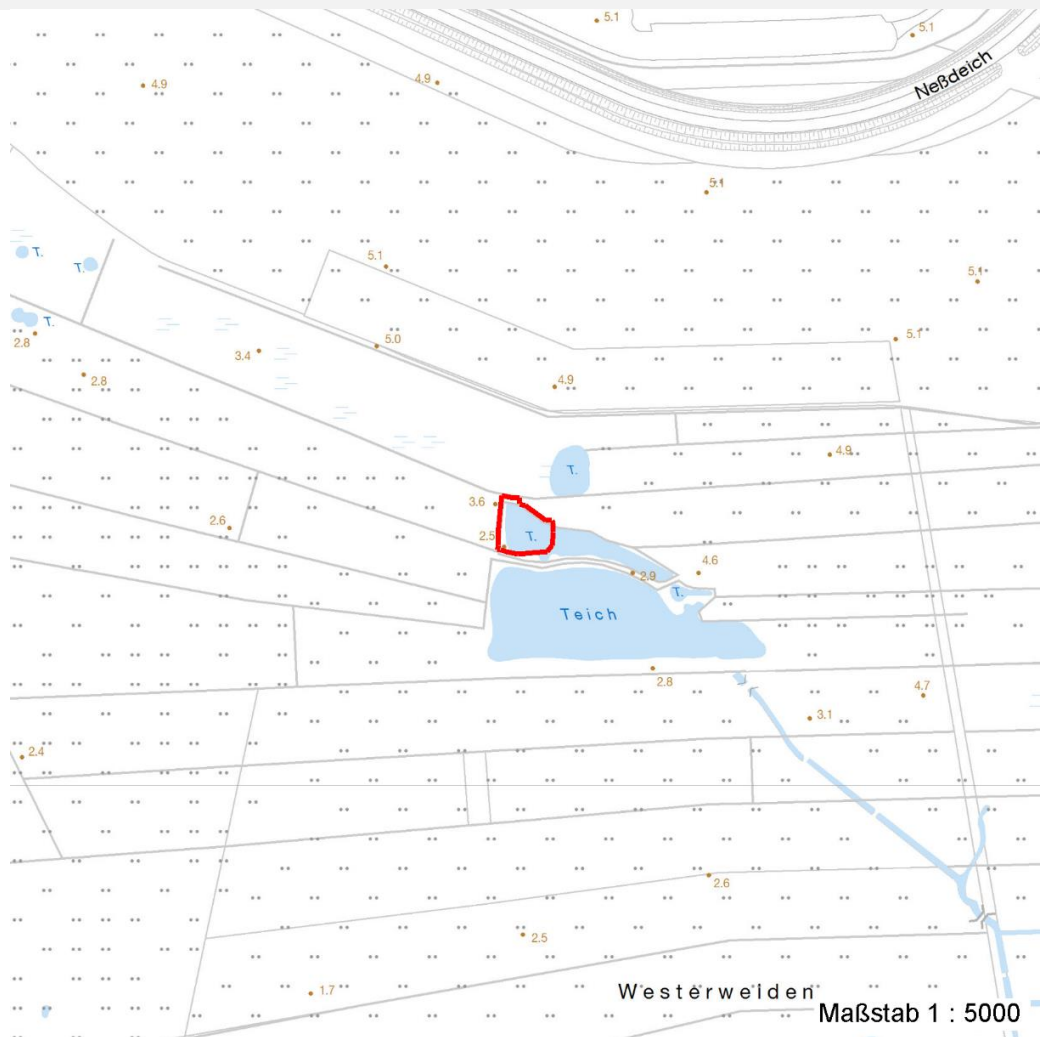 5.1
5.1
Neßdeich
4.9
4.9
5.1
T.
T.
5.1
5.1
T.
2.8
3.4
5.0
5.1
2.8
4.9
4.9
T.
3.6
2.6
2.5
T.
4.6
2.9
T.
Teich
2.8
4.7
3.1
2.4
2.6
2.5
1.7
Westerweiden
Maßstab 1 : 5000